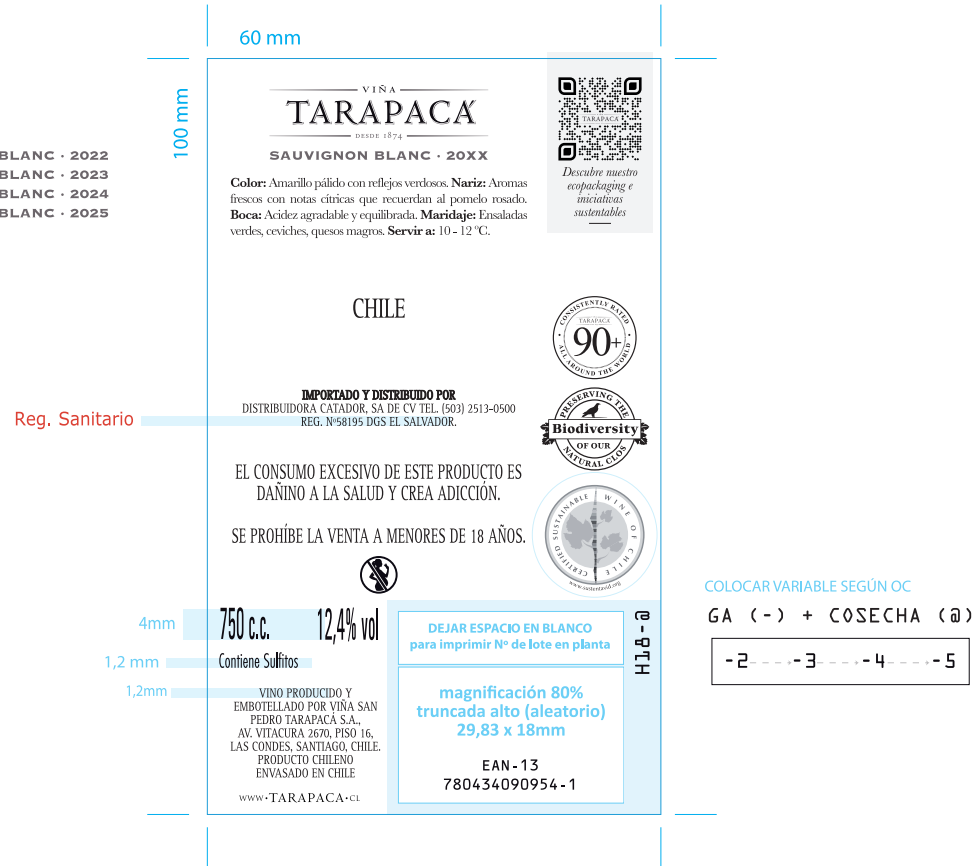 60 mm
100 mm
BLANC · 2022
BLANC · 2023
BLANC · 2024
BLANC · 2025
VIÑA
TARAPACÁ
DESDE 1874
SAUVIGNON BLANC · 20XX
Color: Amarillo pálido con reflejos verdosos. Nariz: Aromas
frescos con notas cítricas que recuerdan al pomelo rosado.
Boca: Acidez agradable y equilibrada. Maridaje: Ensaladas
verdes, ceviches, quesos magros. Servir a: 10 - 12 ºC.
TARAPACÁ
Descubre nuestro
ecopackaging e
iniciativas
sustentables
CHILE
CONSISTENTLY RATED
TARAPACÁ
90+
ALL AROUND THE WORLD
Reg. Sanitario
IMPORTADO Y DISTRIBUIDO POR
DISTRIBUIDORA CATADOR, SA DE CV TEL. (503) 2513-0500
REG. Nº58195 DGS EL SALVADOR.
PRESERVING THE
Biodiversity
OF OUR
NATURAL CLOS
EL CONSUMO EXCESIVO DE ESTE PRODUCTO ES
DAÑINO A LA SALUD Y CREA ADICCIÓN.
SE PROHÍBE LA VENTA A MENORES DE 18 AÑOS.
CERTIFIED SUSTAINABLE WINE OF CHILE
www.sustentavid.org
COLOCAR VARIABLE SEGÚN OC
GA (-) + COSECHA (@)
-2 -3 -4 -5
4mm
750 c.c. 12,4% vol
1,2 mm
Contiene Sulfitos
1,2mm
VINO PRODUCIDO Y
EMBOTELLADO POR VIÑA SAN
PEDRO TARAPACÁ S.A.,
AV. VITACURA 2670, PISO 16,
LAS CONDES, SANTIAGO, CHILE.
PRODUCTO CHILENO
ENVASADO EN CHILE
WWW·TARAPACA·CL
DEJAR ESPACIO EN BLANCO
para imprimir Nº de lote en planta
H18-@
magnificación 80%
truncada alto (aleatorio)
29,83 x 18mm
EAN-13
780434090954-1